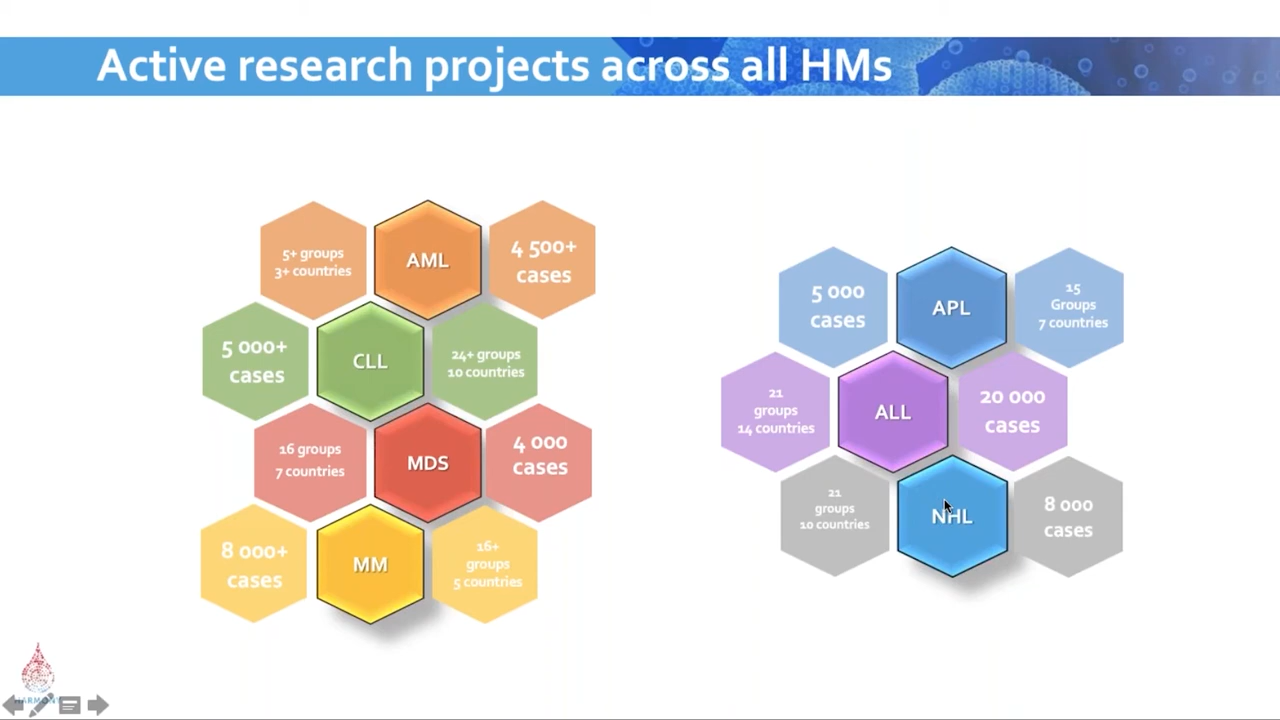 Active research projects across all HMs
5+ groups
3+ countries
AML
4 500+
cases
5 000+
cases
CLL
24+ groups
10 countries
16 groups
7 countries
MDS
4 000
cases
8 000+
cases
MM
16+
groups
5 countries
5 000
cases
APL
15
Groups
7 countries
21
groups
14 countries
ALL
20 000
cases
21
groups
10 countries
NHL
8 000
cases
HARMONY